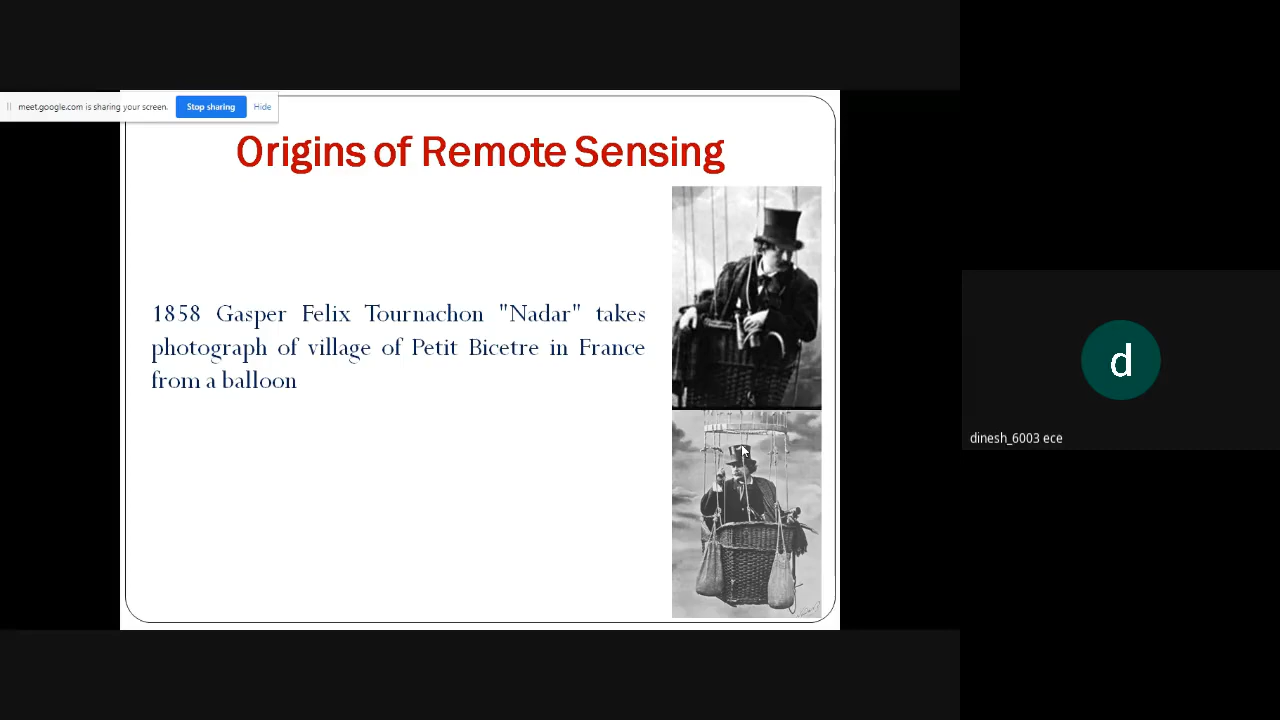 meet.google.com is sharing your screen.
Stop sharing
Hide
Origins of Remote Sensing
1858 Gasper Felix Tournachon "Nadar" takes
photograph of village of Petit Bicetre in France
from a balloon
d
dinesh_6003 ece